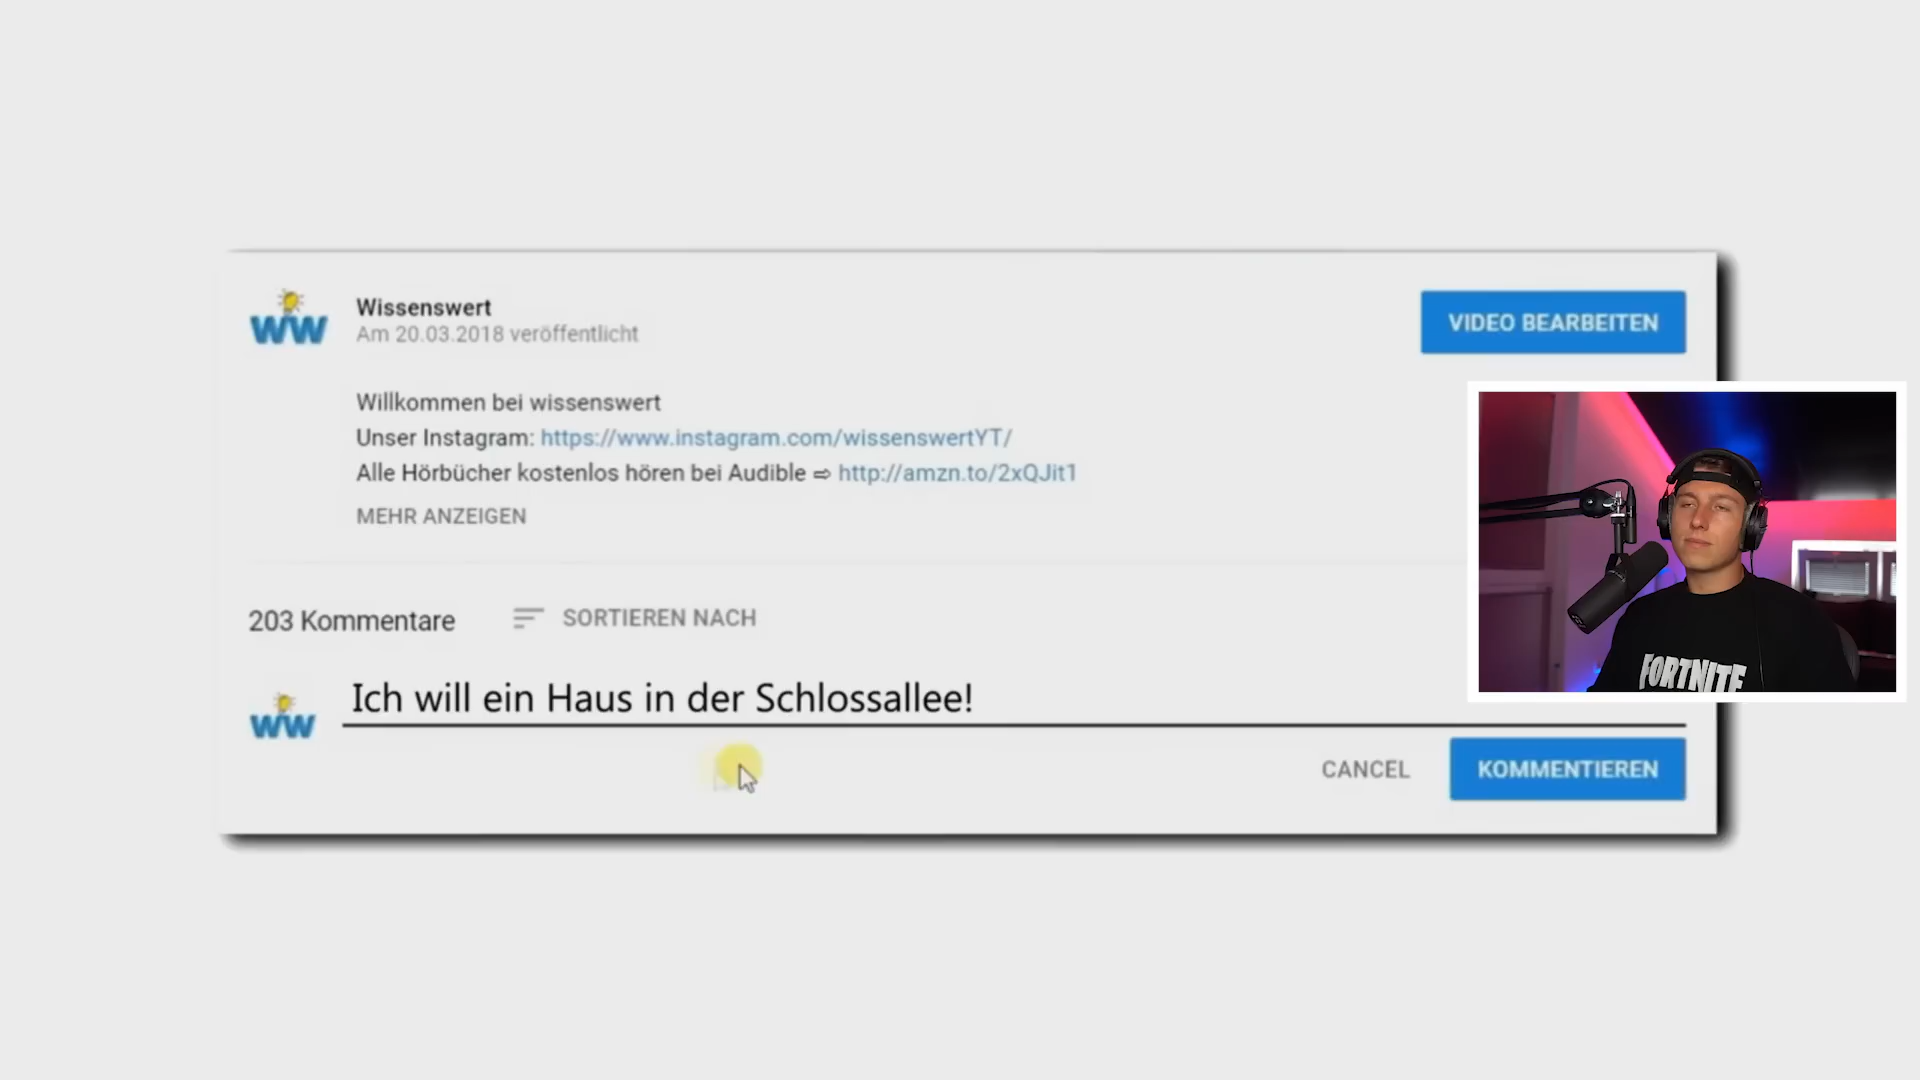 WW
Wissenswert
Am 20.03.2018 veröffentlicht
VIDEO BEARBEITEN
Willkommen bei wissenswert
Unser Instagram: https://www.instagram.com/wissenswertYT/
Alle Hörbücher kostenlos hören bei Audible ⇨ http://amzn.to/2xQJit1
MEHR ANZEIGEN
203 Kommentare
SORTIEREN NACH
WW
Ich will ein Haus in der Schlossallee!
CANCEL
KOMMENTIEREN
FORTNITE